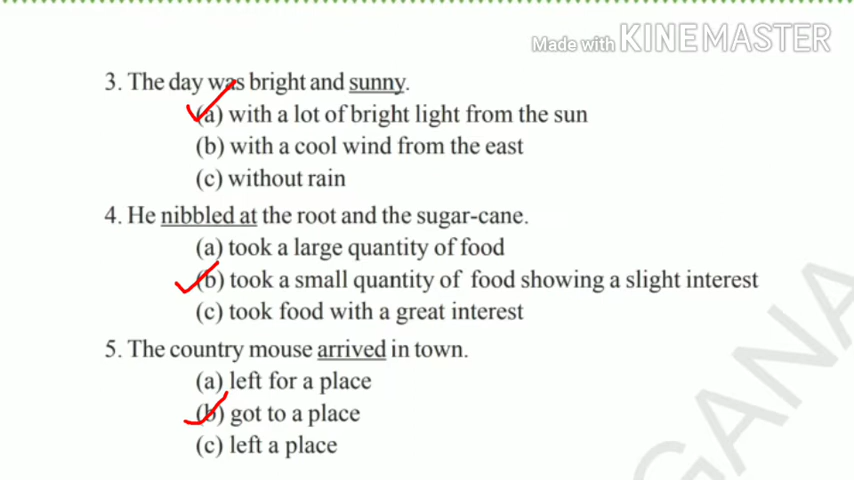 Made with KINEMASTER
3. The day was bright and sunny.
(a) with a lot of bright light from the sun
(b) with a cool wind from the east
(c) without rain
4. He nibbled at the root and the sugar-cane.
(a) took a large quantity of food
(b) took a small quantity of food showing a slight interest
(c) took food with a great interest
5. The country mouse arrived in town.
(a) left for a place
(b) got to a place
(c) left a place
GANA